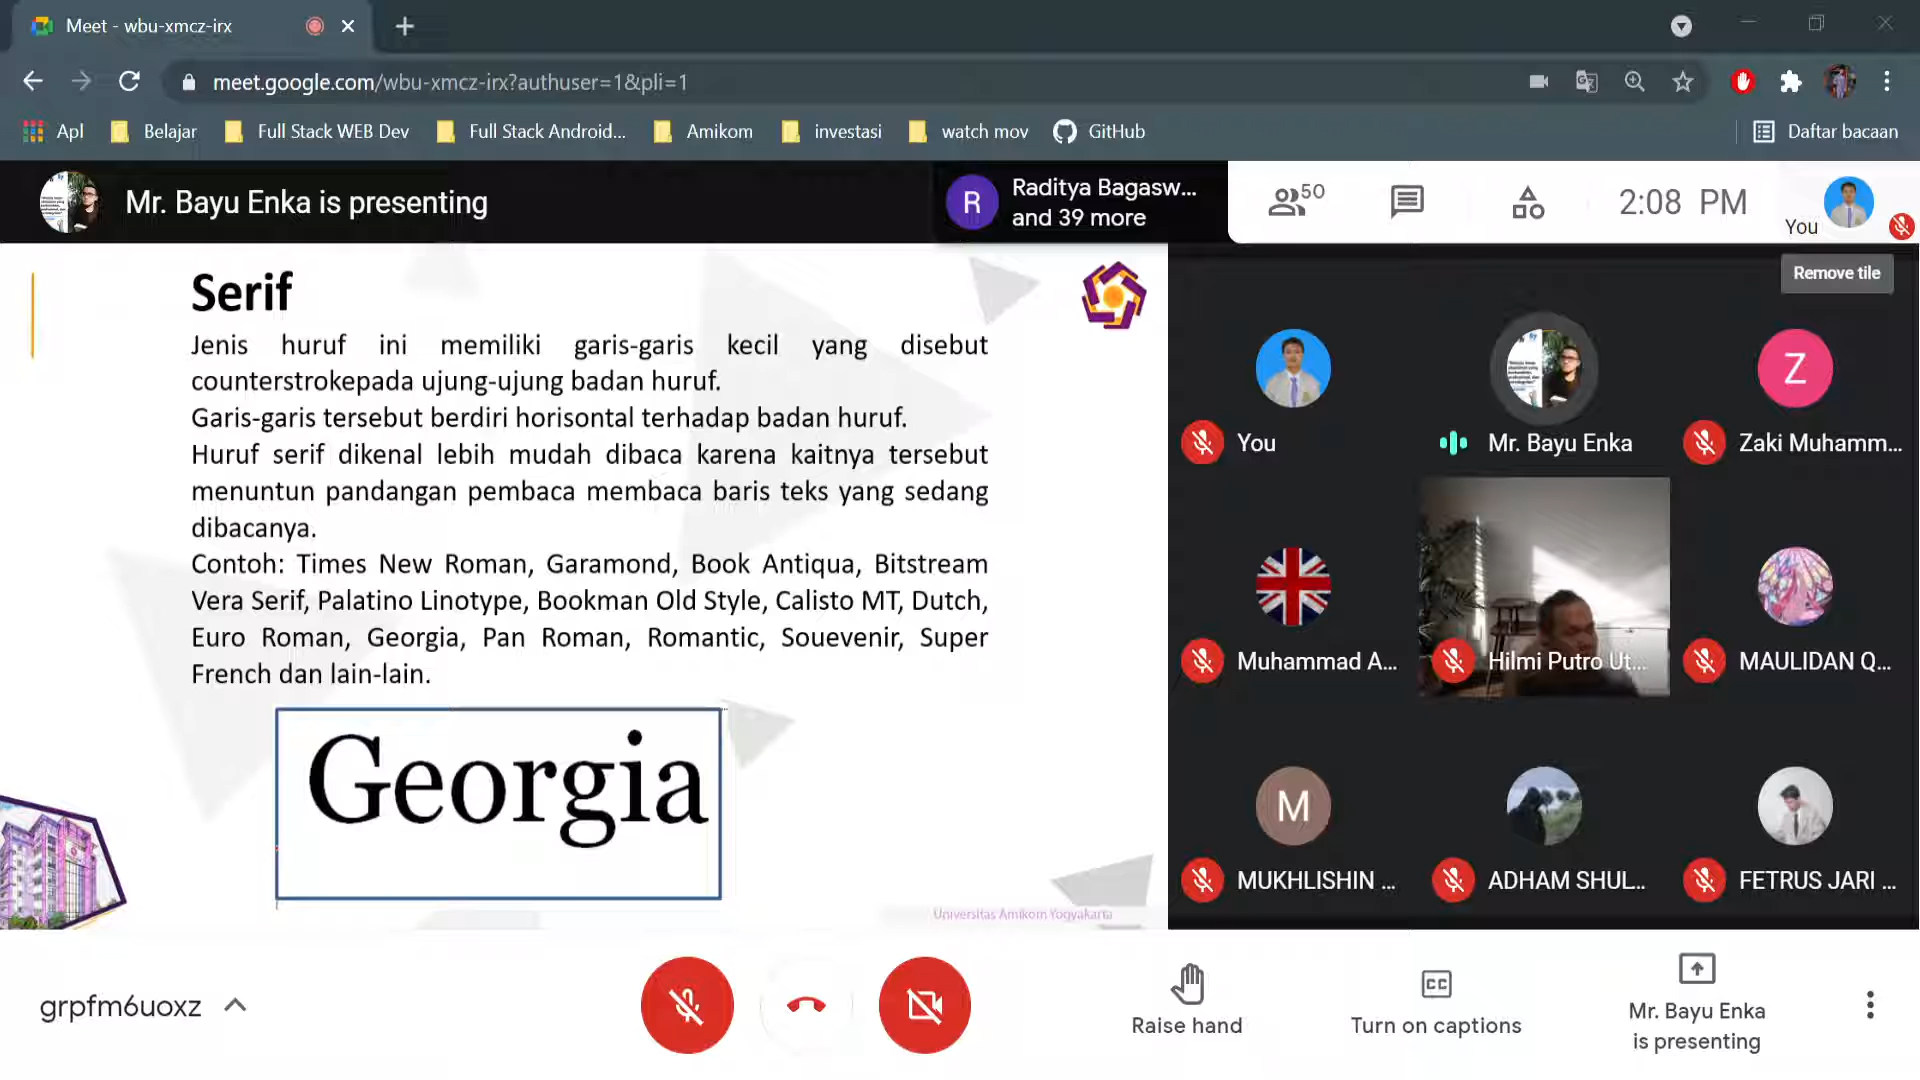 Meet - wbu-xmcz-irx
meet.google.com/wbu-xmcz-irx?authuser=1&pli=1
Apl
Belajar
Full Stack WEB Dev
Full Stack Android...
Amikom
investasi
watch mov
GitHub
Daftar bacaan
Mr. Bayu Enka is presenting
R
Raditya Bagasw...
and 39 more
50
2:08 PM
You
Remove tile
Serif
Jenis huruf ini memiliki garis-garis kecil yang disebut
counterstrokepada ujung-ujung badan huruf.
Garis-garis tersebut berdiri horisontal terhadap badan huruf.
Huruf serif dikenal lebih mudah dibaca karena kaitnya tersebut
menuntun pandangan pembaca membaca baris teks yang sedang
dibacanya.
Contoh: Times New Roman, Garamond, Book Antiqua, Bitstream
Vera Serif, Palatino Linotype, Bookman Old Style, Calisto MT, Dutch,
Euro Roman, Georgia, Pan Roman, Romantic, Souevenir, Super
French dan lain-lain.
Georgia
Universitas Amikom Yogyakarta
You
Mr. Bayu Enka
Z
Zaki Muhamm...
Muhammad A...
Hilmi Putro Ut...
MAULIDAN Q...
M
MUKHLISHIN ...
ADHAM SHUL...
FETRUS JARI ...
grpfm6uoxz
Raise hand
CC
Turn on captions
Mr. Bayu Enka
is presenting